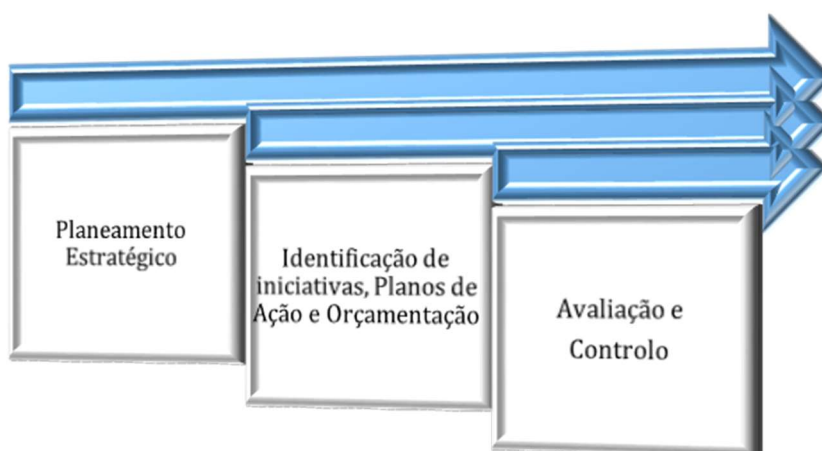 Planeamento
Estratégico
Identificação de
iniciativas, Planos de
Ação e Orçamentação
Avaliação e
Controlo